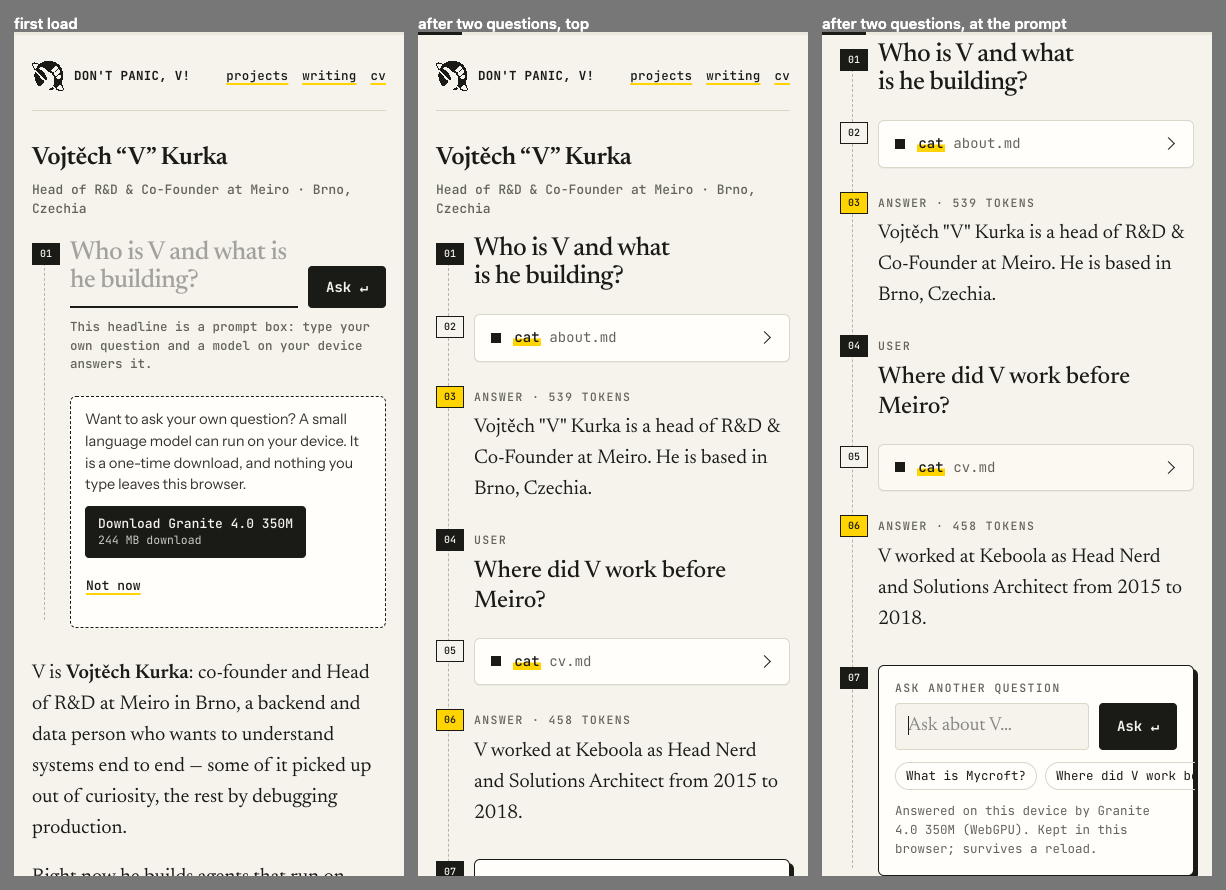 first load
DON'T PANIC, V!
projects writing cv
Vojtěch “V” Kurka
Head of R&D & Co-Founder at Meiro · Brno,
Czechia
01
Who is V and what is
he building?
Ask ↵
This headline is a prompt box: type your
own question and a model on your device
answers it.
Want to ask your own question? A small
language model can run on your device. It
is a one-time download, and nothing you
type leaves this browser.
Download Granite 4.0 350M
244 MB download
Not now
V is Vojtěch Kurka: co-founder and Head
of R&D at Meiro in Brno, a backend and
data person who wants to understand
systems end to end — some of it picked up
out of curiosity, the rest by debugging
production.
Right now he builds agents that run on
after two questions, top
DON'T PANIC, V!
projects writing cv
Vojtěch “V” Kurka
Head of R&D & Co-Founder at Meiro · Brno,
Czechia
01
Who is V and what
is he building?
02
cat about.md
03
ANSWER · 539 TOKENS
Vojtěch "V" Kurka is a head of R&D &
Co-Founder at Meiro. He is based in
Brno, Czechia.
04
USER
Where did V work before
Meiro?
05
cat cv.md
06
ANSWER · 458 TOKENS
V worked at Keboola as Head Nerd
and Solutions Architect from 2015 to
2018.
07
after two questions, at the prompt
01
Who is V and what
is he building?
02
cat about.md
03
ANSWER · 539 TOKENS
Vojtěch "V" Kurka is a head of R&D &
Co-Founder at Meiro. He is based in
Brno, Czechia.
04
USER
Where did V work before
Meiro?
05
cat cv.md
06
ANSWER · 458 TOKENS
V worked at Keboola as Head Nerd
and Solutions Architect from 2015 to
2018.
07
ASK ANOTHER QUESTION
Ask about V…
Ask ↵
What is Mycroft?
Where did V work
Answered on this device by Granite
4.0 350M (WebGPU). Kept in this
browser; survives a reload.